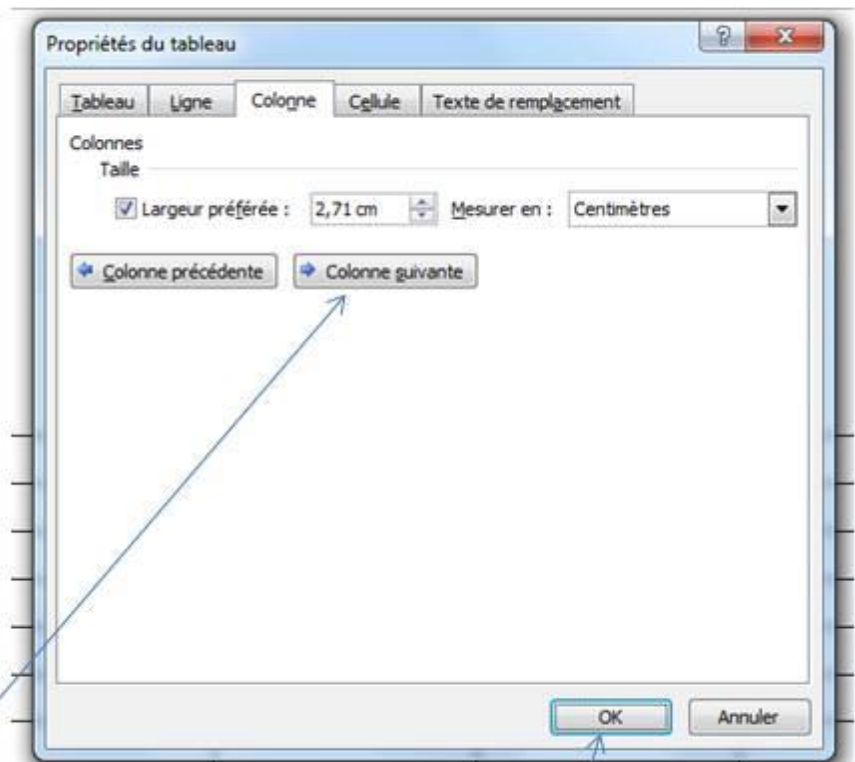 Propriétés du tableau
Tableau Ligne Colonne Cellule Texte de remplacement
Colonnes
Taille
Largeur préférée : 2,71 cm Mesurer en : Centimètres
Colonne précédente Colonne suivante
OK Annuler